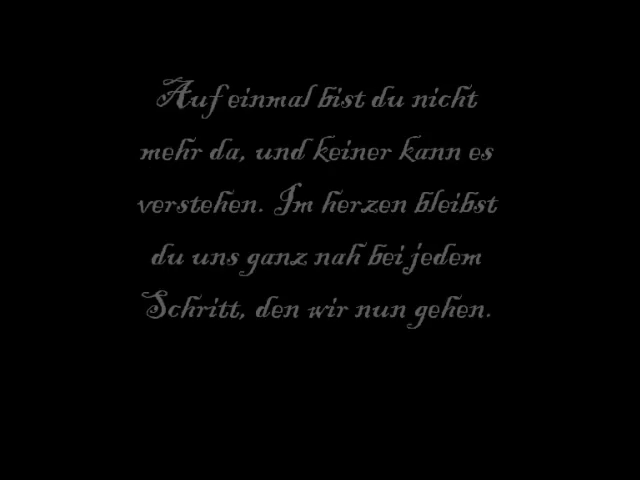 Auf einmal bist du nicht
mehr da, und keiner kann es
verstehen. Im herzen bleibst
du uns ganz nah bei jedem
Schritt, den wir nun gehen.